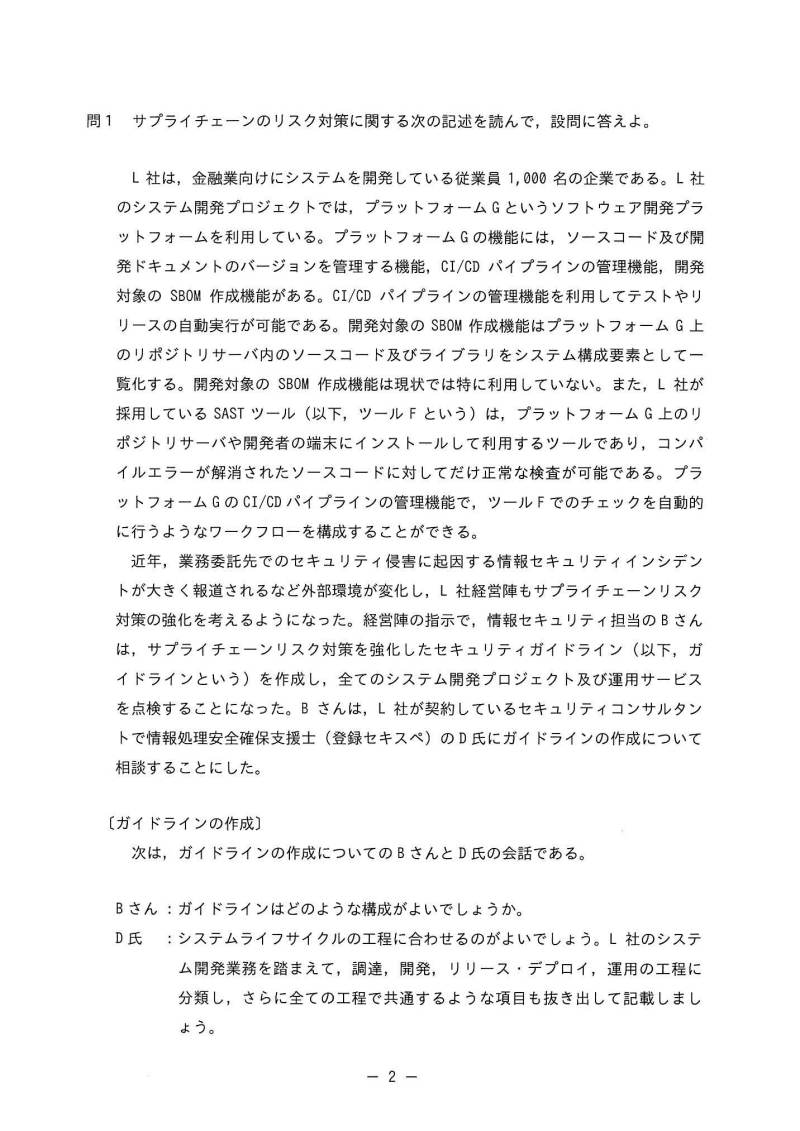 問1　サプライチェーンのリスク対策に関する次の記述を読んで，設問に答えよ。
L 社は，金融業向けにシステムを開発している従業員 1,000 名の企業である。L 社
のシステム開発プロジェクトでは，プラットフォーム G というソフトウェア開発プラ
ットフォームを利用している。プラットフォーム G の機能には，ソースコード及び開
発ドキュメントのバージョンを管理する機能，CI/CD パイプラインの管理機能，開発
対象の SBOM 作成機能がある。CI/CD パイプラインの管理機能を利用してテストやリ
リースの自動実行が可能である。開発対象の SBOM 作成機能はプラットフォーム G 上
のリポジトリサーバ内のソースコード及びライブラリをシステム構成要素として一
覧化する。開発対象の SBOM 作成機能は現状では特に利用していない。また，L 社が
採用している SAST ツール（以下，ツール F という）は，プラットフォーム G 上のリ
ポジトリサーバや開発者の端末にインストールして利用するツールであり，コンパ
イルエラーが解消されたソースコードに対してだけ正常な検査が可能である。プラ
ットフォーム G の CI/CD パイプラインの管理機能で，ツール F でのチェックを自動的
に行うようなワークフローを構成することができる。
近年，業務委託先でのセキュリティ侵害に起因する情報セキュリティインシデン
トが大きく報道されるなど外部環境が変化し，L 社経営陣もサプライチェーンリスク
対策の強化を考えるようになった。経営陣の指示で，情報セキュリティ担当の B さん
は，サプライチェーンリスク対策を強化したセキュリティガイドライン（以下，ガ
イドラインという）を作成し，全てのシステム開発プロジェクト及び運用サービス
を点検することになった。B さんは，L 社が契約しているセキュリティコンサルタン
トで情報処理安全確保支援士（登録セキスペ）の D 氏にガイドラインの作成について
相談することにした。
〔ガイドラインの作成〕
次は，ガイドラインの作成についての B さんと D 氏の会話である。
B さん ：ガイドラインはどのような構成がよいでしょうか。
D 氏　：システムライフサイクルの工程に合わせるのがよいでしょう。L 社のシステ
ム開発業務を踏まえて，調達，開発，リリース・デプロイ，運用の工程に
分類し，さらに全ての工程で共通するような項目も抜き出して記載しまし
ょう。
－ 2 －